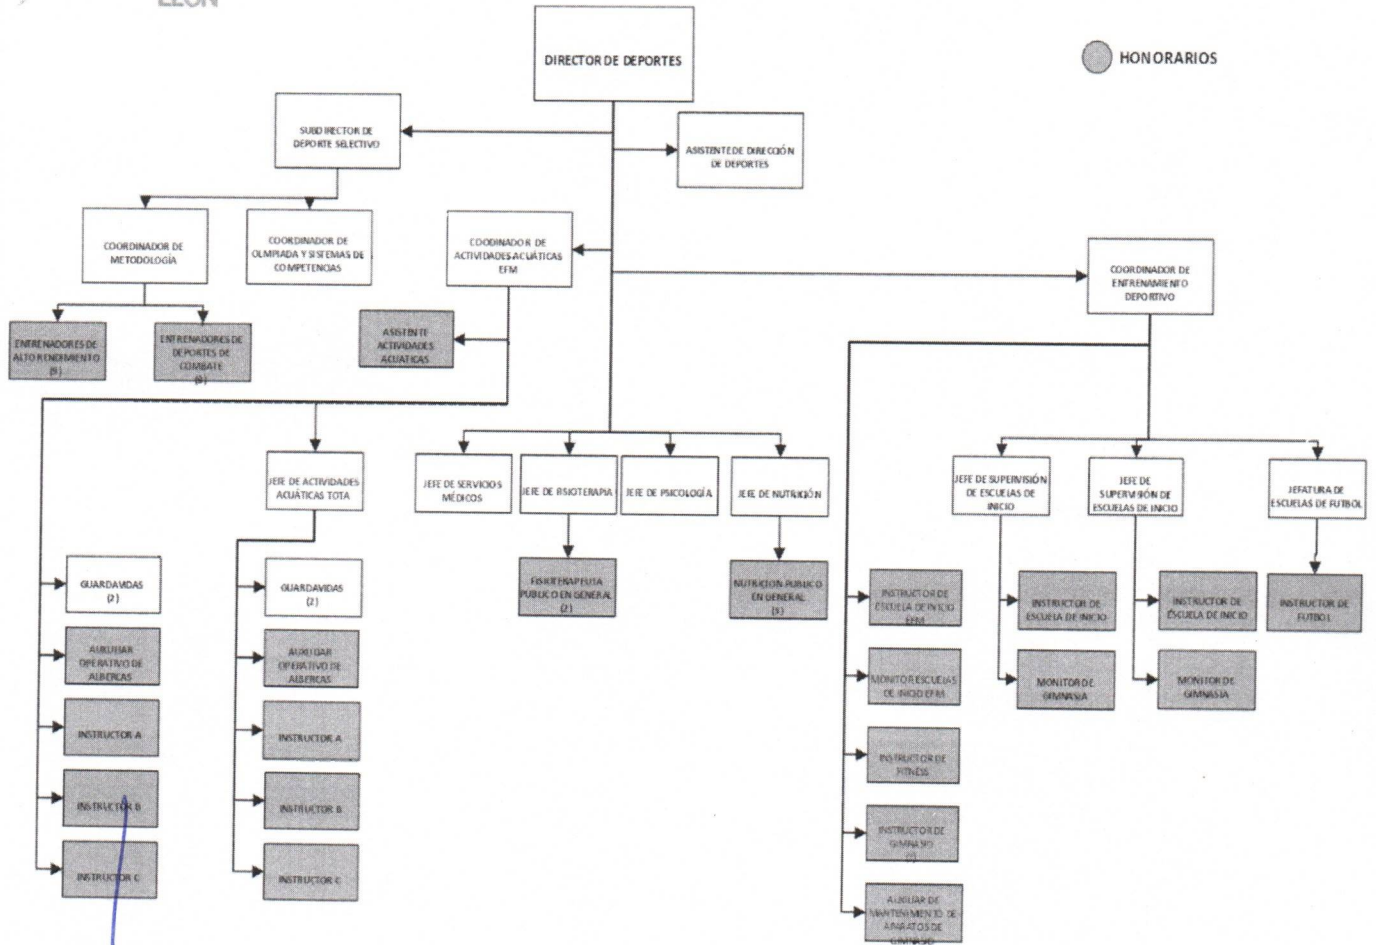 LEÓN
DIRECTOR DE DEPORTES
HONORARIOS
SUBDIRECTOR DE
DEPORTE SELECTIVO
ASISTENTE DE DIRECCIÓN
DE DEPORTES
COORDINADOR DE
METODOLOGÍA
COORDINADOR DE
OLMPIADA Y SISTEMAS DE
COMPETENCIAS
COODINADOR DE
ACTIVIDADES ACUÁTICAS
EFM
COORDINADOR DE
ENTRENAMIENTO
DEPORTIVO
ENTRENADORES DE
ALTO RENDIMIENTO
ENTRENADORES DE
DEPORTES DE
COMBATE
ASISTENTE
ACTIVIDADES
ACUATICAS
JEFE DE ACTIVIDADES
ACUÁTICAS TOTA
JEFE DE SERVICIOS
MÉDICOS
JEFE DE FISIOTERAPIA
JEFE DE PSICOLOGÍA
JEFE DE NUTRICIÓN
JEFE DE SUPERVISIÓN
DE ESCUELAS DE
INICIO
JEFE DE
SUPERVISIÓN DE
ESCUELAS DE INICIO
JEFATURA DE
ESCUELAS DE FUTBOL
GUARDAVIDAS
(2)
AUXILIAR
OPERATIVO DE
ALBERCAS
INSTRUCTOR A
INSTRUCTOR B
INSTRUCTOR C
GUARDAVIDAS
(2)
AUXILIAR
OPERATIVO DE
ALBERCAS
INSTRUCTOR A
INSTRUCTOR B
INSTRUCTOR C
FISIOTERAPEUTA
PUBLICO EN GENERAL
(2)
NUTRICION PUBLICO
EN GENERAL
INSTRUCTOR DE
ESCUELA DE INICIO
EFM
MONITOR ESCUELAS
DE INICIO EFM
INSTRUCTOR DE
FITNESS
INSTRUCTOR DE
GIMNASIO
AUXILIAR DE
MANTENIMIENTO DE
APARATOS DE
GIMNASIO
INSTRUCTOR DE
ESCUELA DE INICIO
MONITOR DE
GIMNASIA
INSTRUCTOR DE
ESCUELA DE INICIO
MONITOR DE
GIMNASIA
INSTRUCTOR DE
FUTBOL